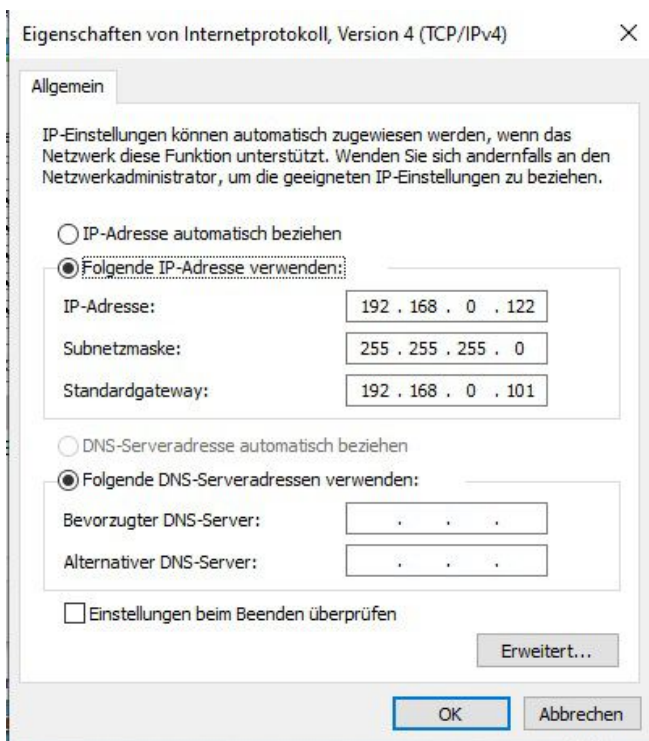 Eigenschaften von Internetprotokoll, Version 4 (TCP/IPv4)
Allgemein
IP-Einstellungen können automatisch zugewiesen werden, wenn das
Netzwerk diese Funktion unterstützt. Wenden Sie sich andernfalls an den
Netzwerkadministrator, um die geeigneten IP-Einstellungen zu beziehen.
IP-Adresse automatisch beziehen
Folgende IP-Adresse verwenden:
IP-Adresse: 192 . 168 . 0 . 122
Subnetzmaske: 255 . 255 . 255 . 0
Standardgateway: 192 . 168 . 0 . 101
DNS-Serveradresse automatisch beziehen
Folgende DNS-Serveradressen verwenden:
Bevorzugter DNS-Server: . . .
Alternativer DNS-Server: . . .
Einstellungen beim Beenden überprüfen
Erweitert...
OK Abbrechen